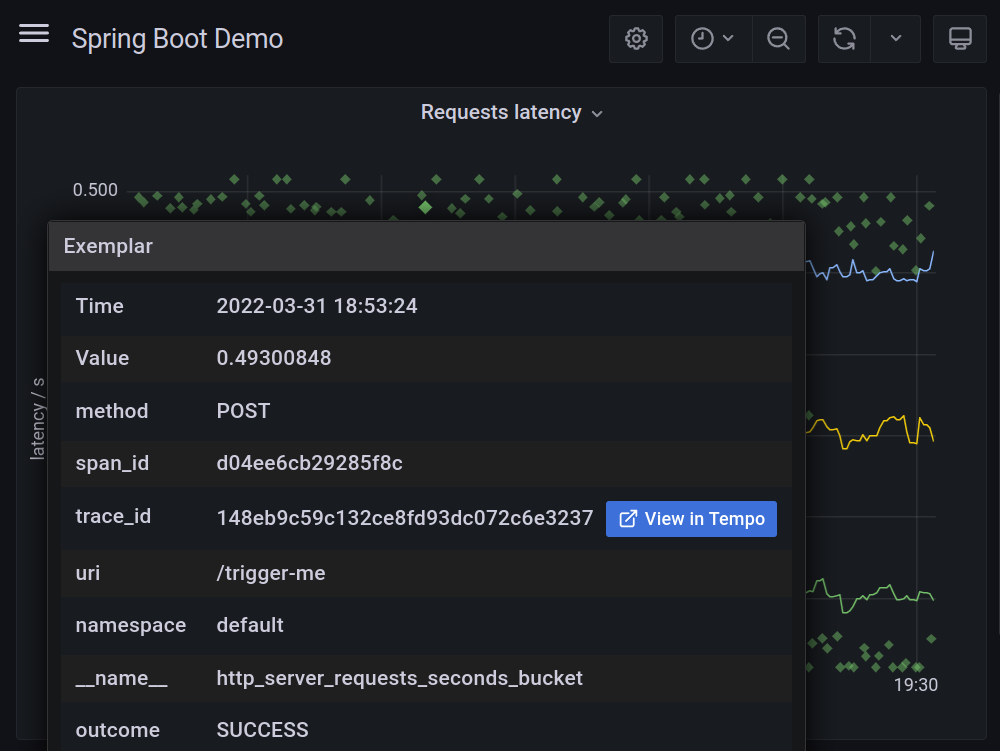 Spring Boot Demo
Requests latency
0.500
latency / s
Exemplar
Time 2022-03-31 18:53:24
Value 0.49300848
method POST
span_id d04ee6cb29285f8c
trace_id 148eb9c59c132ce8fd93dc072c6e3237 View in Tempo
uri /trigger-me
namespace default
__name__ http_server_requests_seconds_bucket
19:30
outcome SUCCESS